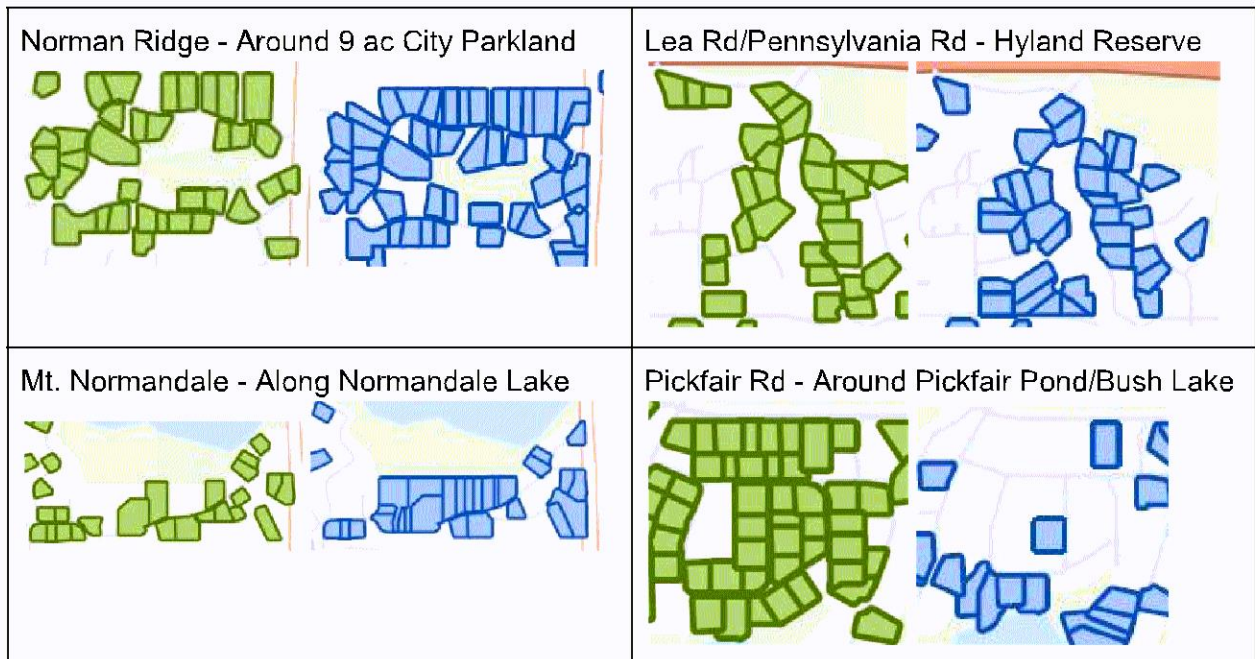 Norman Ridge - Around 9 ac City Parkland
Lea Rd/Pennsylvania Rd - Hyland Reserve
Mt. Normandale - Along Normandale Lake
Pickfair Rd - Around Pickfair Pond/Bush Lake